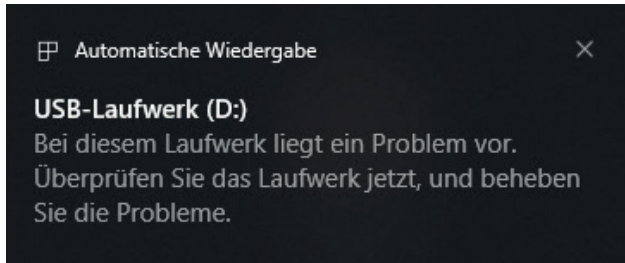 Automatische Wiedergabe
USB-Laufwerk (D:)
Bei diesem Laufwerk liegt ein Problem vor.
Überprüfen Sie das Laufwerk jetzt, und beheben
Sie die Probleme.